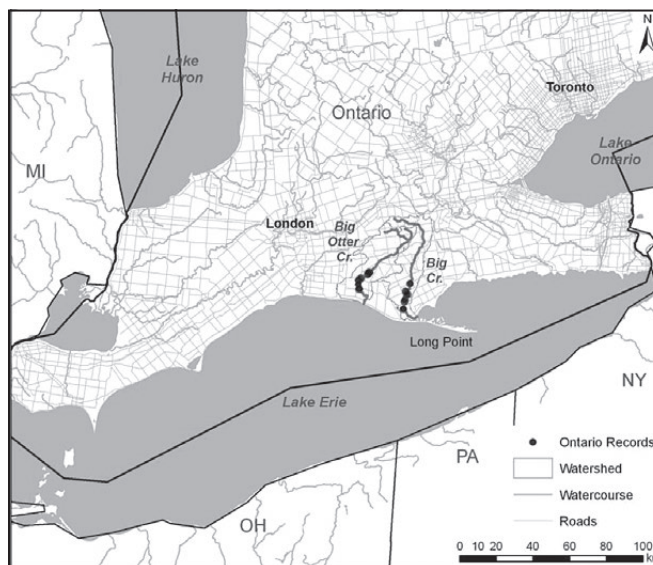 N
Lake
Huron
Toronto
Ontario
Lake
Ontario
MI
London
Big
Otter
Cr.
Big
Cr.
Long Point
NY
Lake Erie
Ontario Records
PA
Watershed
Watercourse
OH
Roads
0 10 20 40 60 80 100
km